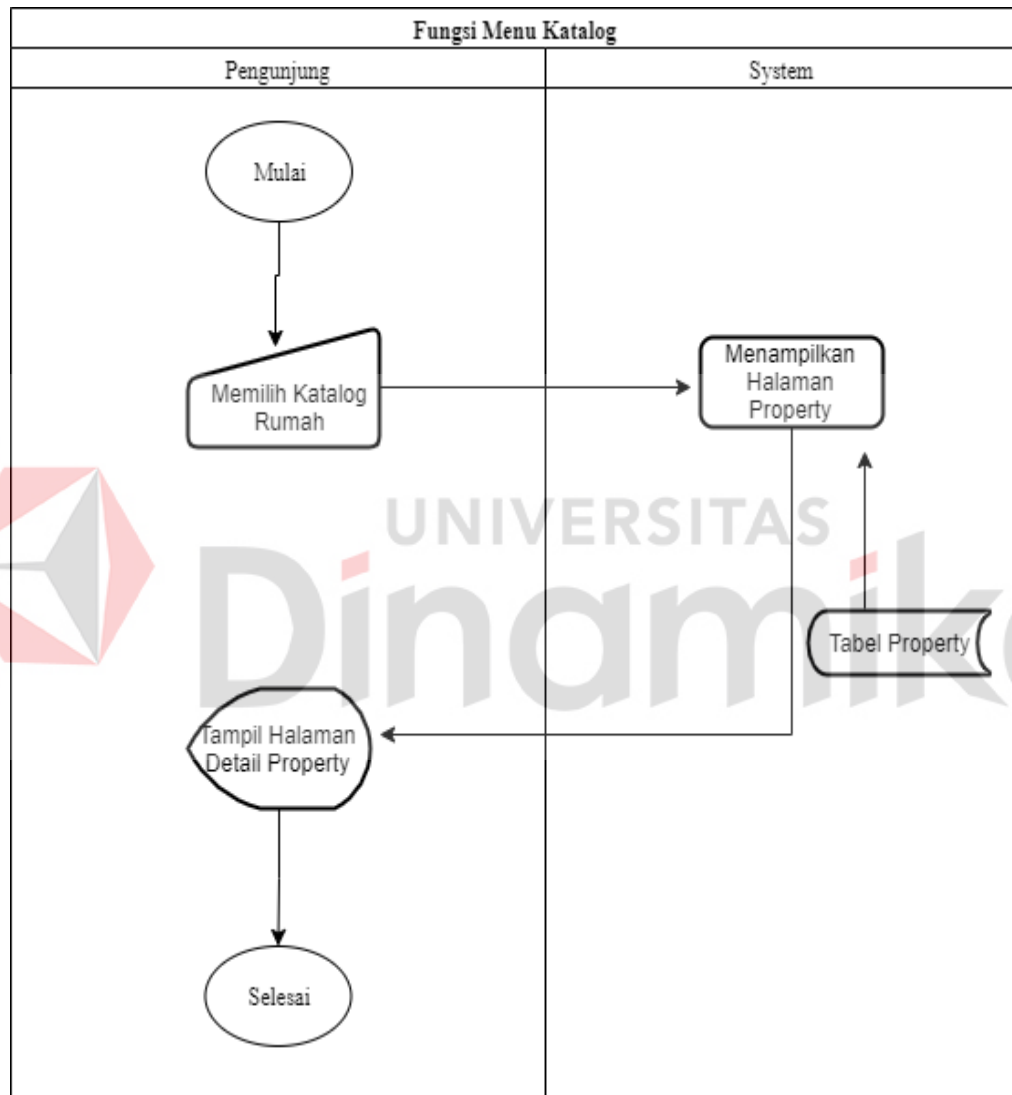 Fungsi Menu Katalog
Pengunjung
System
Mulai
Memilih Katalog
Rumah
Menampilkan
Halaman
Property
UNIVERSITAS
Dinamika
Tabel Property
Tampil Halaman
Detail Property
Selesai